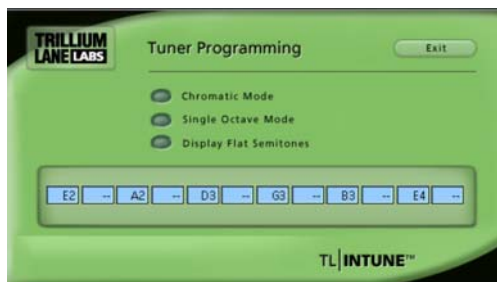 TRILLIUM
LANE LABS
Tuner Programming
Exit
Chromatic Mode
Single Octave Mode
Display Flat Semitones
E2 -- A2 -- D3 -- G3 -- B3 -- E4 --
TL|INTUNE™